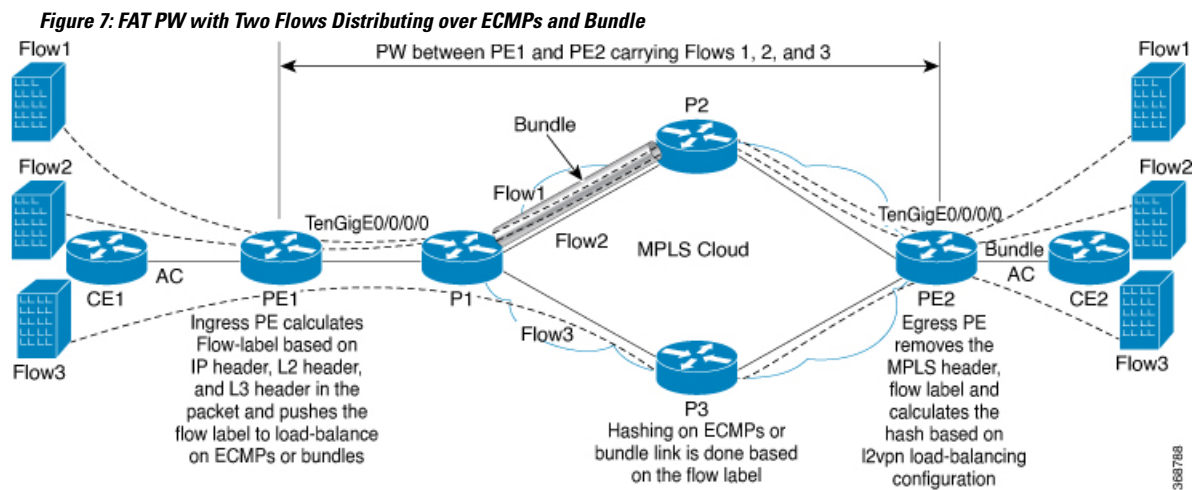 Figure 7: FAT PW with Two Flows Distributing over ECMPs and Bundle
Flow1
PW between PE1 and PE2 carrying Flows 1, 2, and 3
Flow1
P2
Bundle
Flow2
Flow1
Flow2
TenGigE0/0/0/0
TenGigE0/0/0/0
Flow2
MPLS Cloud
Bundle
AC
AC
CE1
PE1
P1
PE2
CE2
Flow3
Flow3
Flow3
Ingress PE calculates
Flow-label based on
IP header, L2 header,
and L3 header in the
packet and pushes the
flow label to load-balance
on ECMPs or bundles
P3
Hashing on ECMPs or
bundle link is done based
on the flow label
Egress PE
removes the
MPLS header,
flow label and
calculates the
hash based on
l2vpn load-balancing
configuration
368788